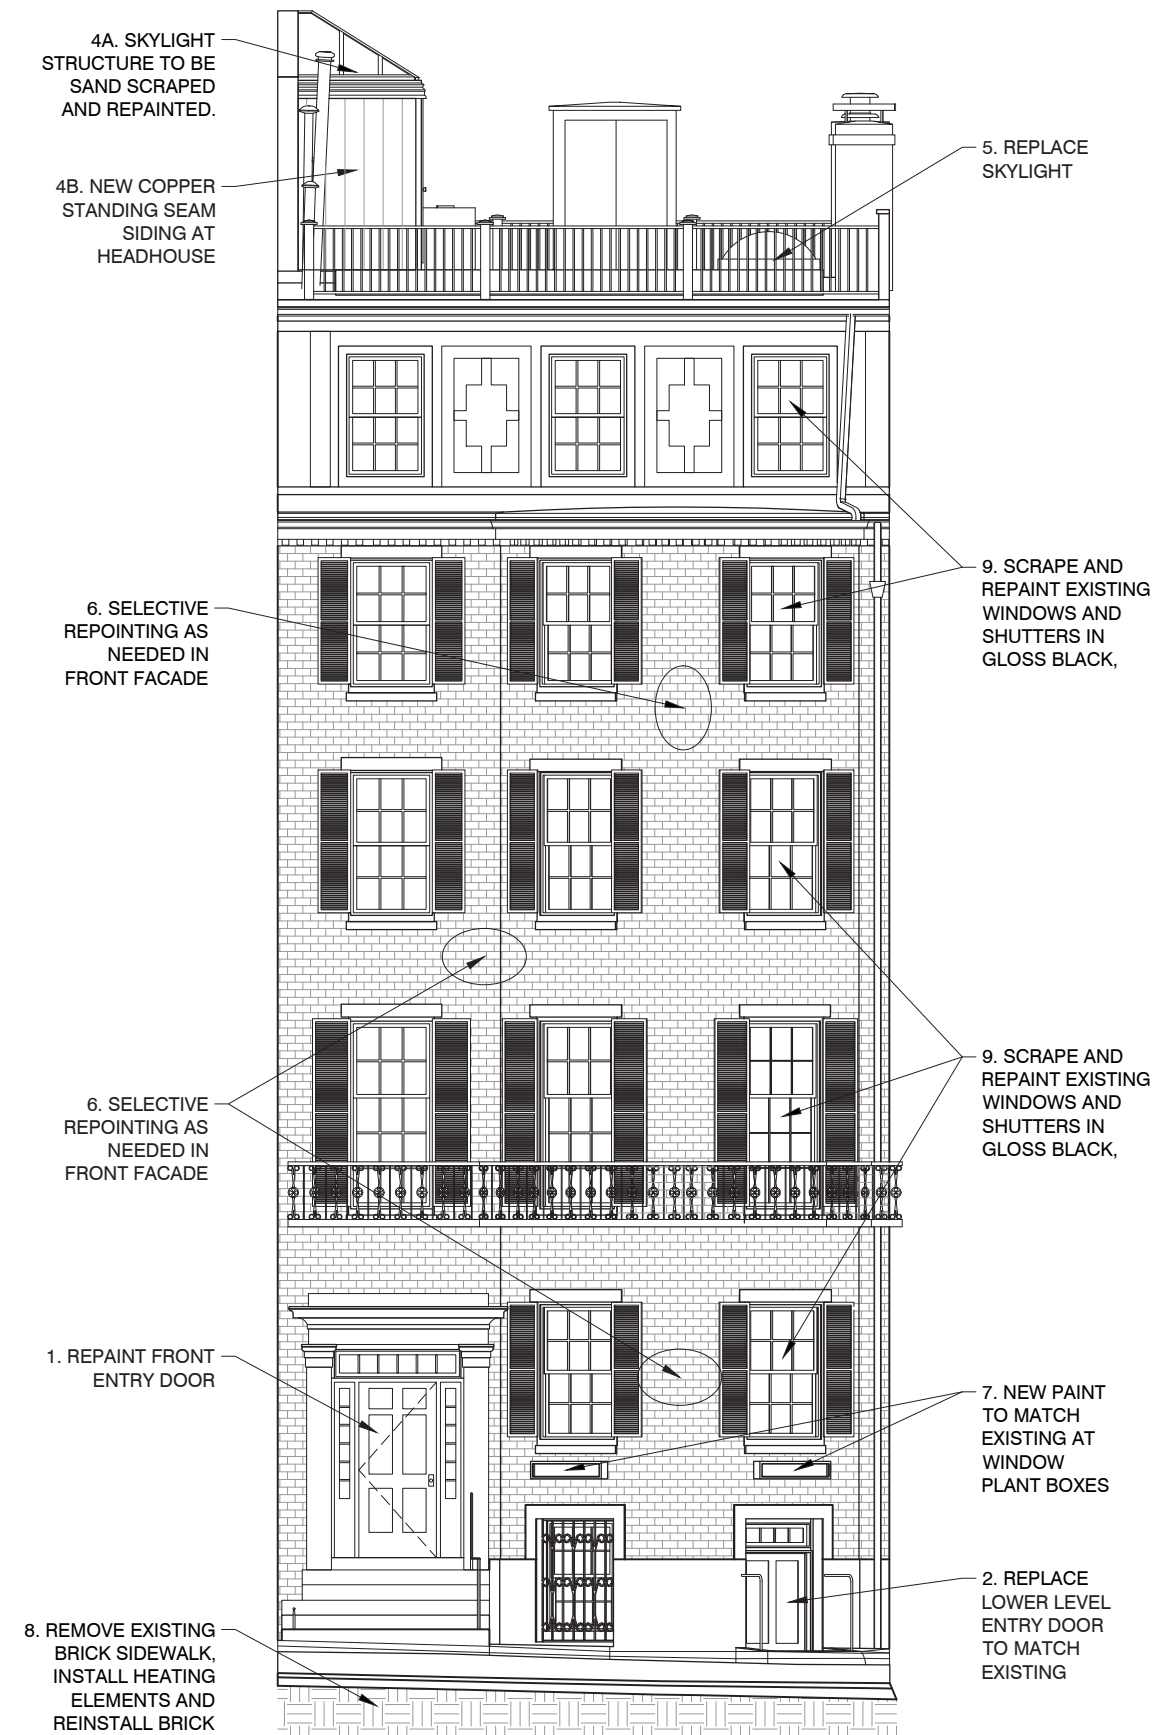 4A. SKYLIGHT
STRUCTURE TO BE
SAND SCRAPED
AND REPAINTED.
4B. NEW COPPER
STANDING SEAM
SIDING AT
HEADHOUSE
5. REPLACE
SKYLIGHT
9. SCRAPE AND
REPAINT EXISTING
WINDOWS AND
SHUTTERS IN
GLOSS BLACK,
6. SELECTIVE
REPOINTING AS
NEEDED IN
FRONT FACADE
9. SCRAPE AND
REPAINT EXISTING
WINDOWS AND
SHUTTERS IN
GLOSS BLACK,
6. SELECTIVE
REPOINTING AS
NEEDED IN
FRONT FACADE
1. REPAINT FRONT
ENTRY DOOR
7. NEW PAINT
TO MATCH
EXISTING AT
WINDOW
PLANT BOXES
2. REPLACE
LOWER LEVEL
ENTRY DOOR
TO MATCH
EXISTING
8. REMOVE EXISTING
BRICK SIDEWALK,
INSTALL HEATING
ELEMENTS AND
REINSTALL BRICK